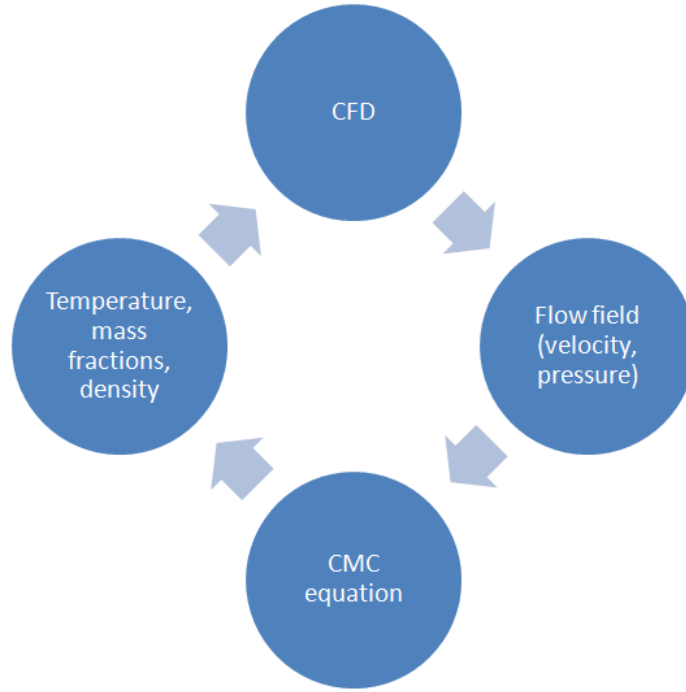 CFD
Flow field
(velocity,
pressure)
CMC
equation
Temperature,
mass
fractions,
density